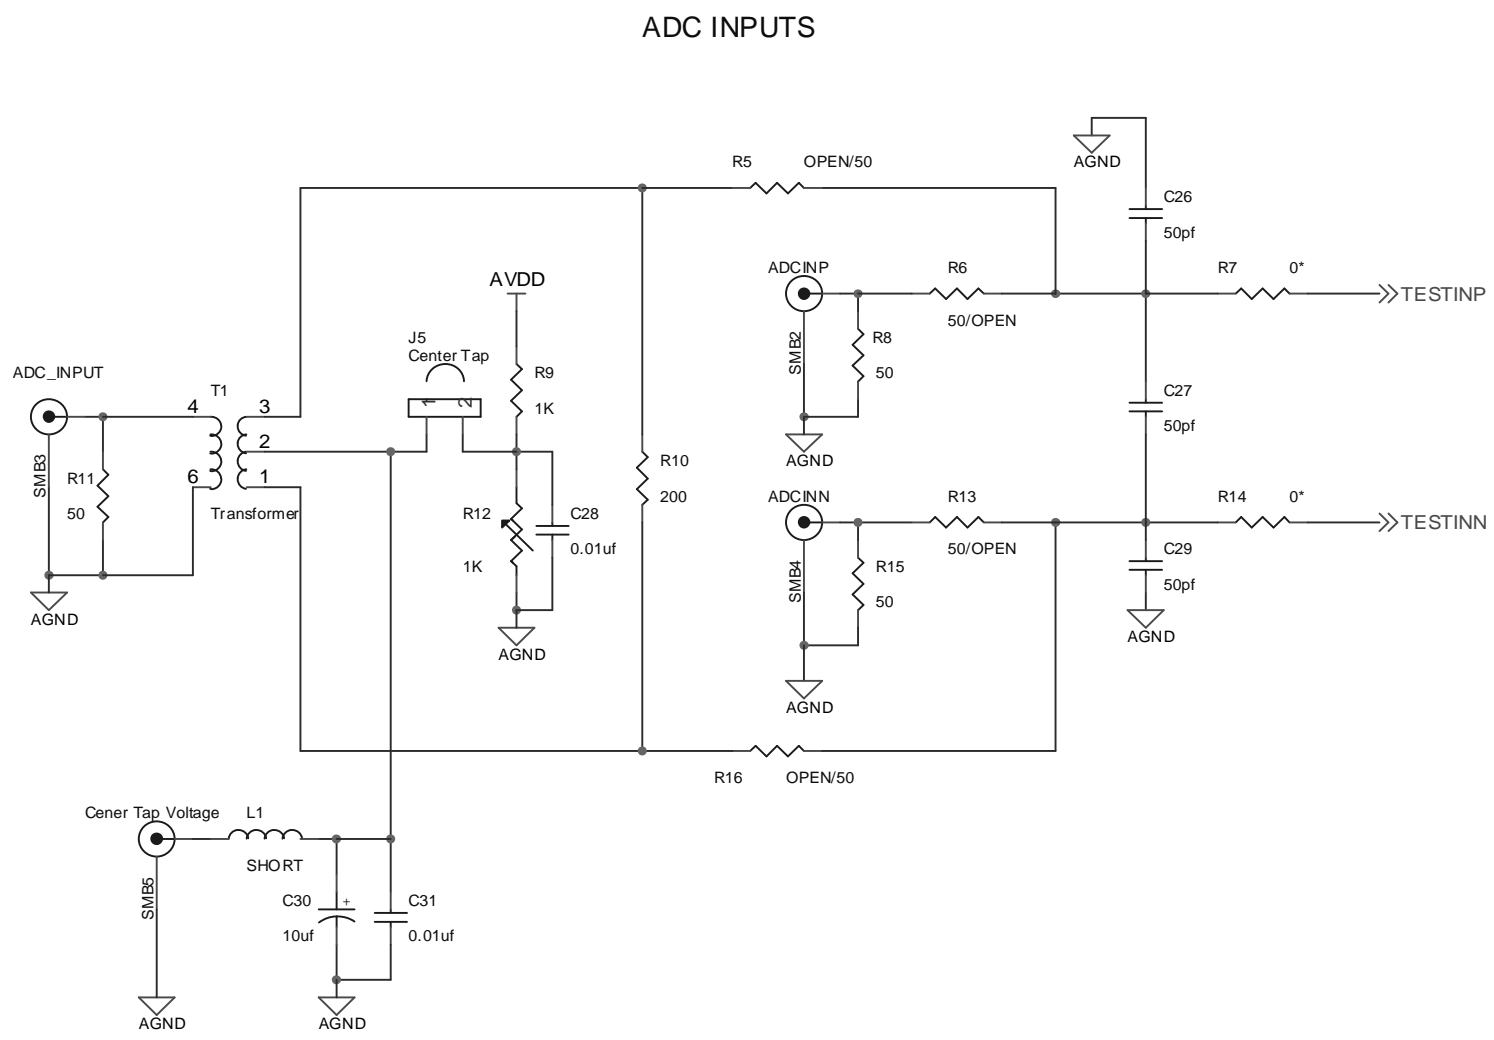 ADC INPUTS
AGND
R5 OPEN/50
C26
50pf
ADCINP
R6
R7 0*
TESTINP
50/OPEN
SMB2
R8
50
AVDD
J5
Center Tap
1 2
R9
1K
ADC_INPUT
T1
4 3
2
6 1
SMB3
R11
50
Transformer
AGND
C27
50pf
AGND
R10
200
R12
1K
C28
0.01uf
AGND
ADCINN
R13
R14 0*
TESTINN
50/OPEN
SMB4
R15
50
C29
50pf
AGND
AGND
R16 OPEN/50
Cener Tap Voltage
L1
SHORT
SMB5
C30 +
10uf
C31
0.01uf
AGND
AGND